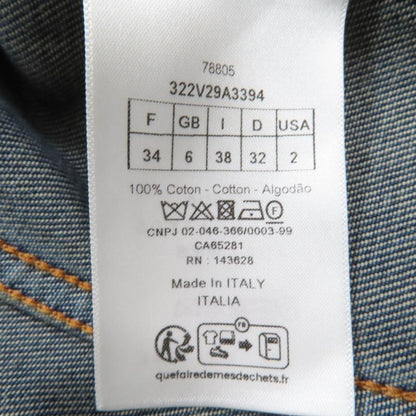 78805
322V29A3394
F GB I D USA
34 6 38 32 2
100% Coton - Cotton - Algodão
F
CNPJ 02-046-366/0003-99
CA65281
RN : 143628
Made In ITALY
ITALIA
78
quefairedemesdechets.fr